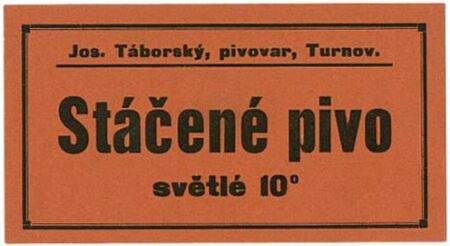 Jos. Táborský, pivovar, Turnov.
Stáčené pivo
světlé 10°